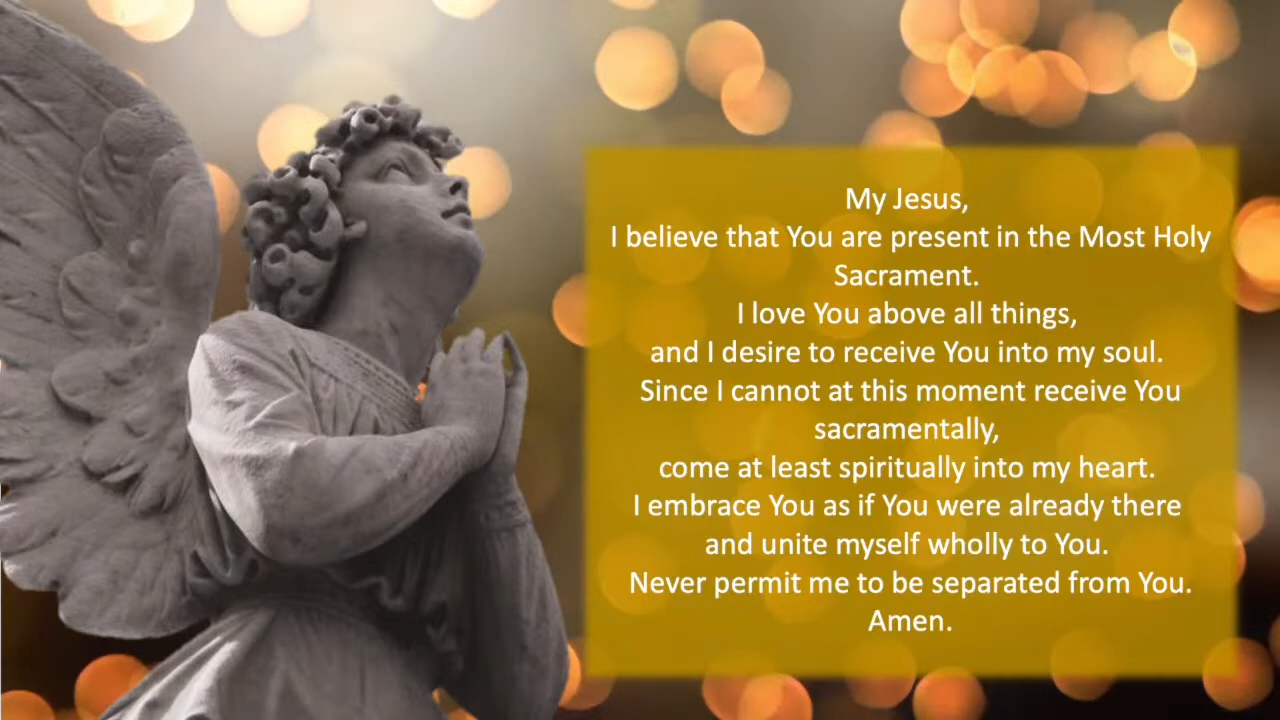 My Jesus,
I believe that You are present in the Most Holy
Sacrament.
I love You above all things,
and I desire to receive You into my soul.
Since I cannot at this moment receive You
sacramentally,
come at least spiritually into my heart.
I embrace You as if You were already there
and unite myself wholly to You.
Never permit me to be separated from You.
Amen.